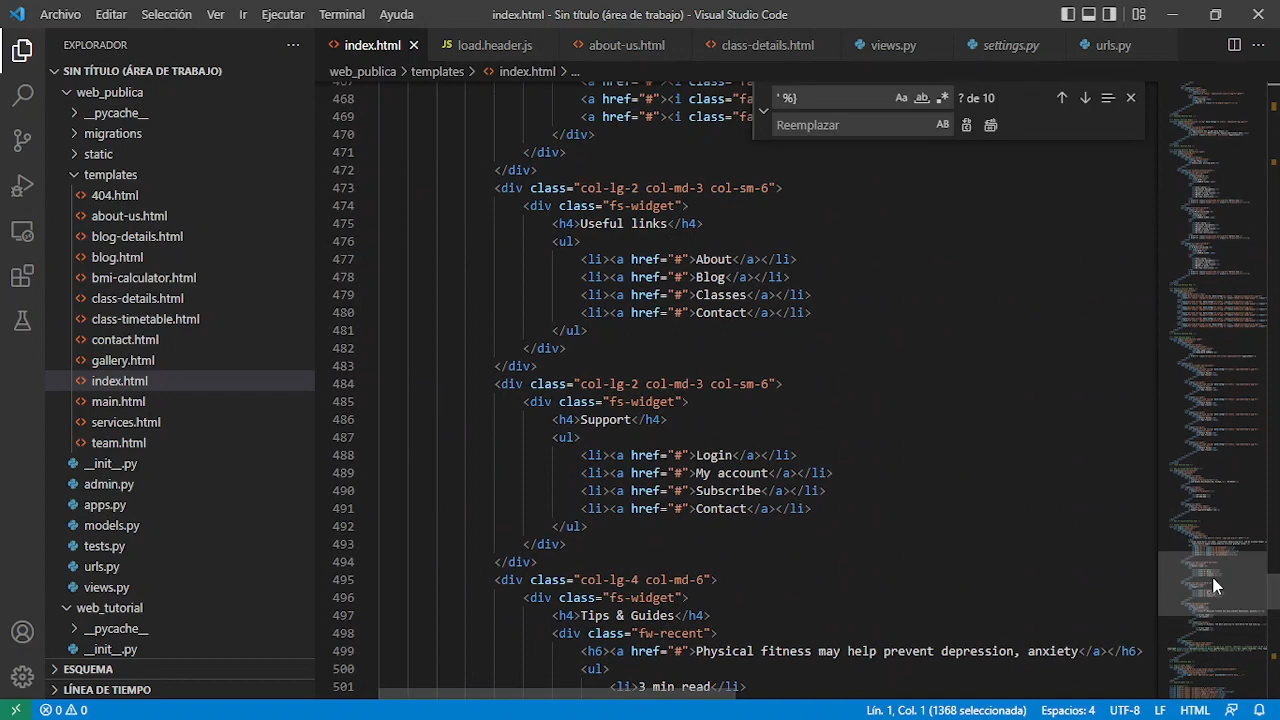 Archivo Editar Selección Ver Ir Ejecutar Terminal Ayuda index.html - Sin título (área de trabajo) - Visual Studio Code
EXPLORADOR
index.html
JS load.header.js
about-us.html
class-details.html
views.py
settings.py
urls.py
SIN TÍTULO (ÁREA DE TRABAJO)
web_publica > templates > index.html > ...
web_publica
__pycache__
migrations
static
templates
404.html
about-us.html
blog-details.html
blog.html
bmi-calculator.html
class-details.html
class-timetable.html
contact.html
gallery.html
index.html
main.html
services.html
team.html
__init__.py
admin.py
apps.py
models.py
tests.py
urls.py
views.py
web_tutorial
__pycache__
__init__.py
ESQUEMA
LÍNEA DE TIEMPO
' %} Aa ab .* ? de 10
Reemplazar AB
467 <a href="#"><i class="fa
468 <a href="#"><i class="fa
469 <a href="#"><i class="fa
470 </div>
471 </div>
472 </div>
473 <div class="col-lg-2 col-md-3 col-sm-6">
474 <div class="fs-widget">
475 <h4>Useful links</h4>
476 <ul>
477 <li><a href="#">About</a></li>
478 <li><a href="#">Blog</a></li>
479 <li><a href="#">Classes</a></li>
480 <li><a href="#">Contact</a></li>
481 </ul>
482 </div>
483 </div>
484 <div class="col-lg-2 col-md-3 col-sm-6">
485 <div class="fs-widget">
486 <h4>Support</h4>
487 <ul>
488 <li><a href="#">Login</a></li>
489 <li><a href="#">My account</a></li>
490 <li><a href="#">Subscribe</a></li>
491 <li><a href="#">Contact</a></li>
492 </ul>
493 </div>
494 </div>
495 <div class="col-lg-4 col-md-6">
496 <div class="fs-widget">
497 <h4>Tips & Guides</h4>
498 <div class="fw-recent">
499 <h6><a href="#">Physical fitness may help prevent depression, anxiety</a></h6>
500 <ul>
501 <li>3 min read</li>
0 0 Lín. 1, Col. 1 (1368 seleccionada) Espacios: 4 UTF-8 LF HTML